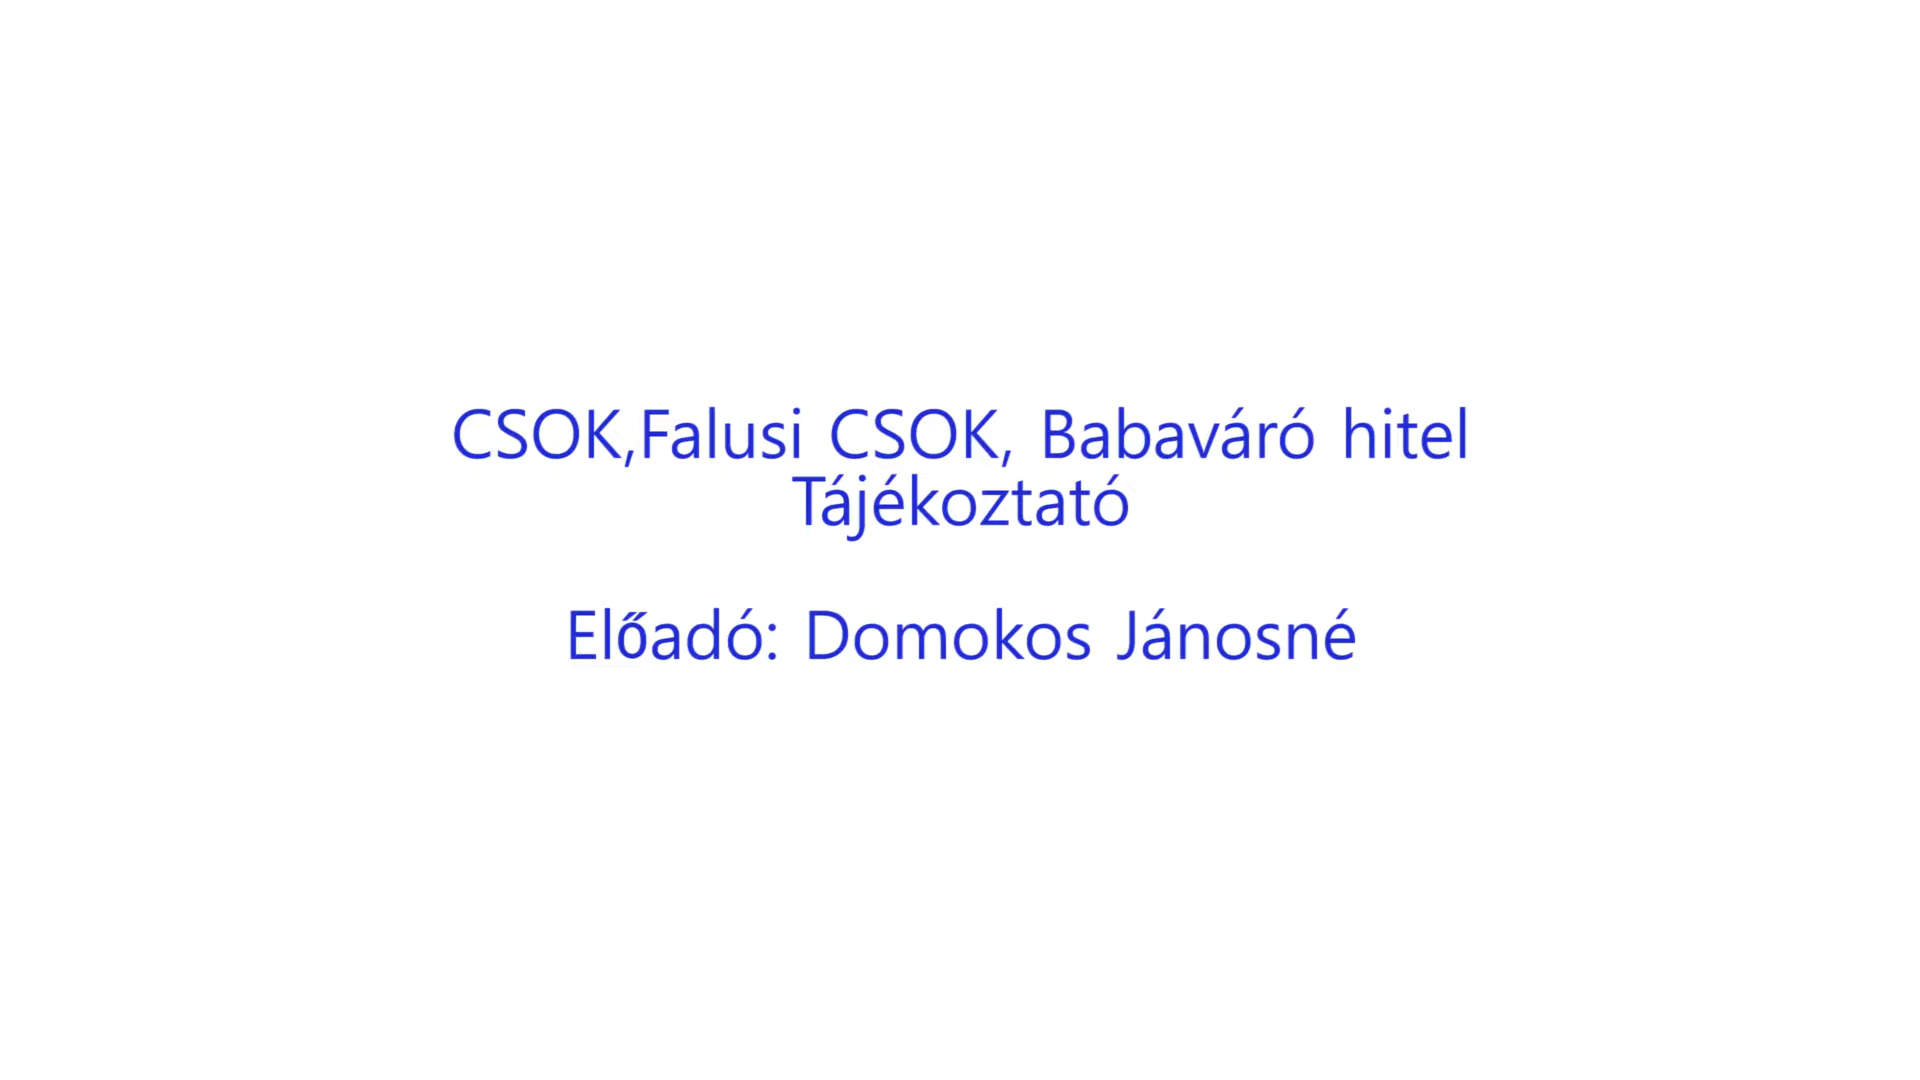 CSOK,Falusi CSOK, Babaváró hitel
Tájékoztató
Előadó: Domokos Jánosné